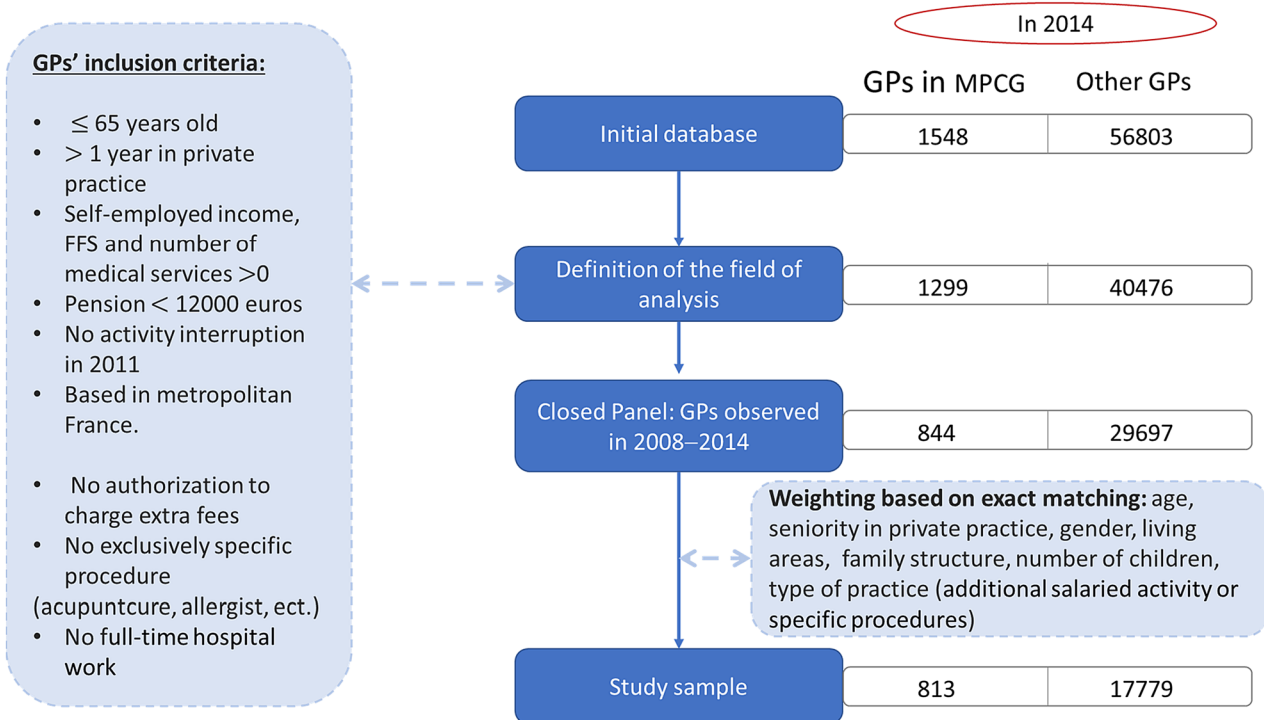 GPs' inclusion criteria:
• ≤ 65 years old
• > 1 year in private
practice
• Self-employed income,
FFS and number of
medical services >0
• Pension < 12000 euros
• No activity interruption
in 2011
• Based in metropolitan
France.
• No authorization to
charge extra fees
• No exclusively specific
procedure
(acupuntcure, allergist, ect.)
• No full-time hospital
work
In 2014
GPs in MPCG Other GPs
Initial database 1548 56803
Definition of the field of
analysis 1299 40476
Closed Panel: GPs observed
in 2008–2014 844 29697
Weighting based on exact matching: age,
seniority in private practice, gender, living
areas, family structure, number of children,
type of practice (additional salaried activity or
specific procedures)
Study sample 813 17779